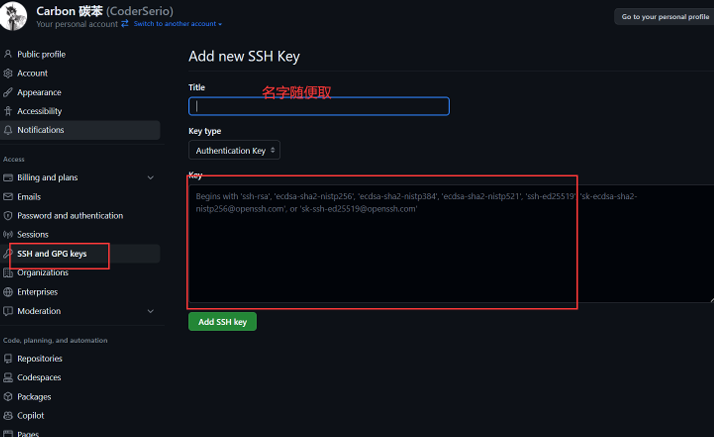 Carbon 碳苯 (CoderSerio)
Your personal account Switch to another account
Go to your personal profile
Public profile
Account
Appearance
Accessibility
Notifications
Access
Billing and plans
Emails
Password and authentication
Sessions
SSH and GPG keys
Organizations
Enterprises
Moderation
Code, planning, and automation
Repositories
Codespaces
Packages
Copilot
Pages
Add new SSH Key
Title
名字随便取
Key type
Authentication Key
Key
Begins with 'ssh-rsa', 'ecdsa-sha2-nistp256', 'ecdsa-sha2-nistp384', 'ecdsa-sha2-nistp521', 'ssh-ed25519', 'sk-ecdsa-sha2-
nistp256@openssh.com', or 'sk-ssh-ed25519@openssh.com'
Add SSH key